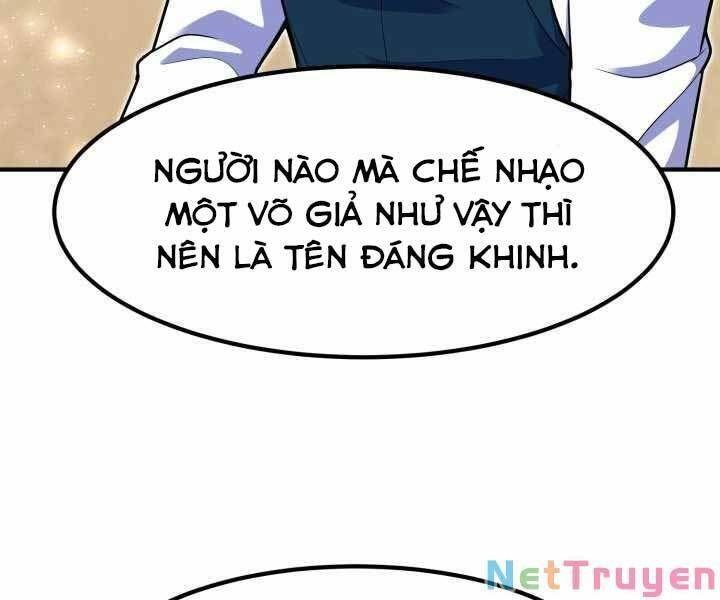 NGƯỜI NÀO MÀ CHẾ NHẠO
MỘT VÕ GIẢ NHƯ VẬY THÌ
NÊN LÀ TÊN ĐÁNG KHINH.
NetTruyen